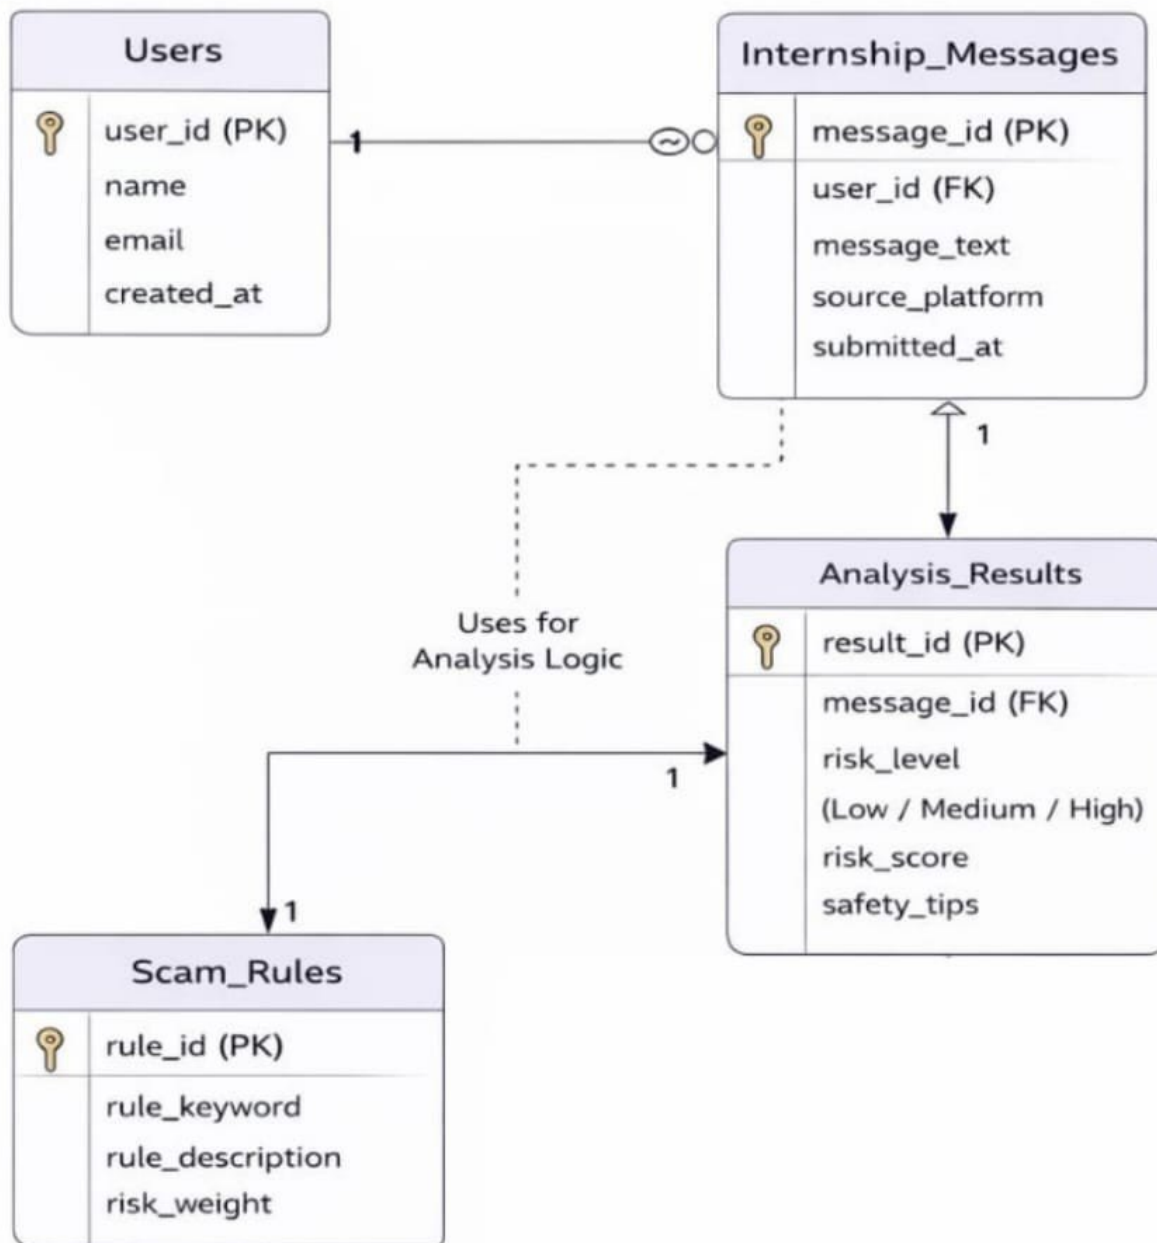 Users
user_id (PK)
name
email
created_at
1
Internship_Messages
message_id (PK)
user_id (FK)
message_text
source_platform
submitted_at
1
Uses for
Analysis Logic
1
1
Analysis_Results
result_id (PK)
message_id (FK)
risk_level
(Low / Medium / High)
risk_score
safety_tips
Scam_Rules
rule_id (PK)
rule_keyword
rule_description
risk_weight